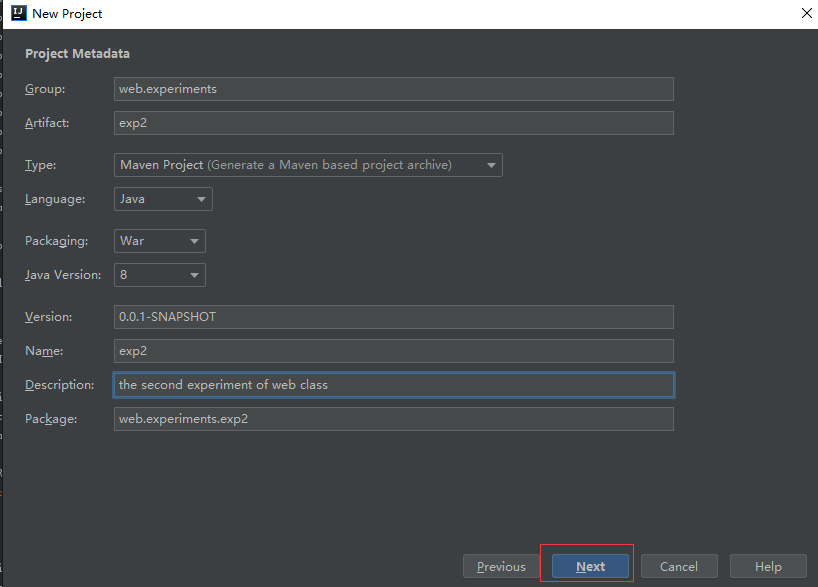 IJ New Project
Project Metadata
Group: web.experiments
Artifact: exp2
Type: Maven Project (Generate a Maven based project archive)
Language: Java
Packaging: War
Java Version: 8
Version: 0.0.1-SNAPSHOT
Name: exp2
Description: the second experiment of web class
Package: web.experiments.exp2
Previous Next Cancel Help